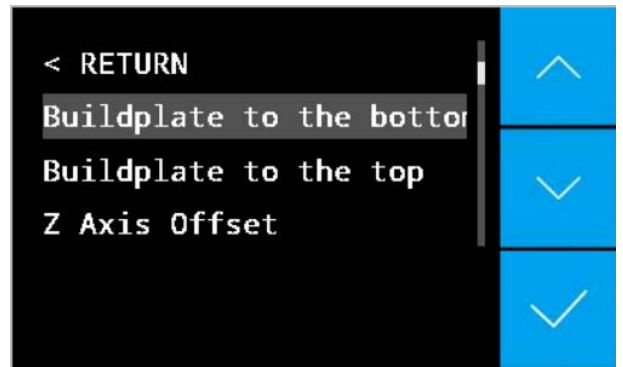 < RETURN
Buildplate to the bottor
Buildplate to the top
Z Axis Offset